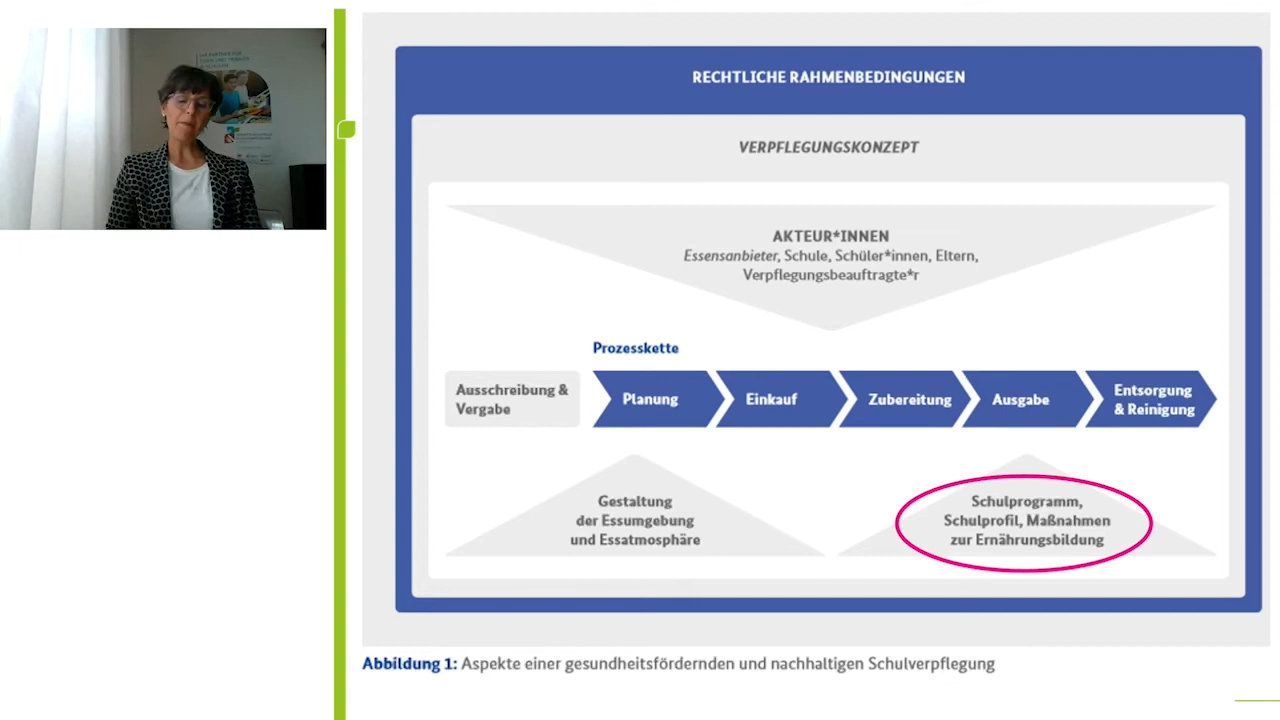 RECHTLICHE RAHMENBEDINGUNGEN
VERPFLEGUNGSKONZEPT
AKTEUR*INNEN
Essensanbieter, Schule, Schüler*innen, Eltern,
Verpflegungsbeauftragte*r
Prozesskette
Ausschreibung &
Vergabe
Planung
Einkauf
Zubereitung
Ausgabe
Entsorgung
& Reinigung
Gestaltung
der Essumgebung
und Essatmosphäre
Schulprogramm,
Schulprofil, Maßnahmen
zur Ernährungsbildung
Abbildung 1: Aspekte einer gesundheitsfördernden und nachhaltigen Schulverpflegung